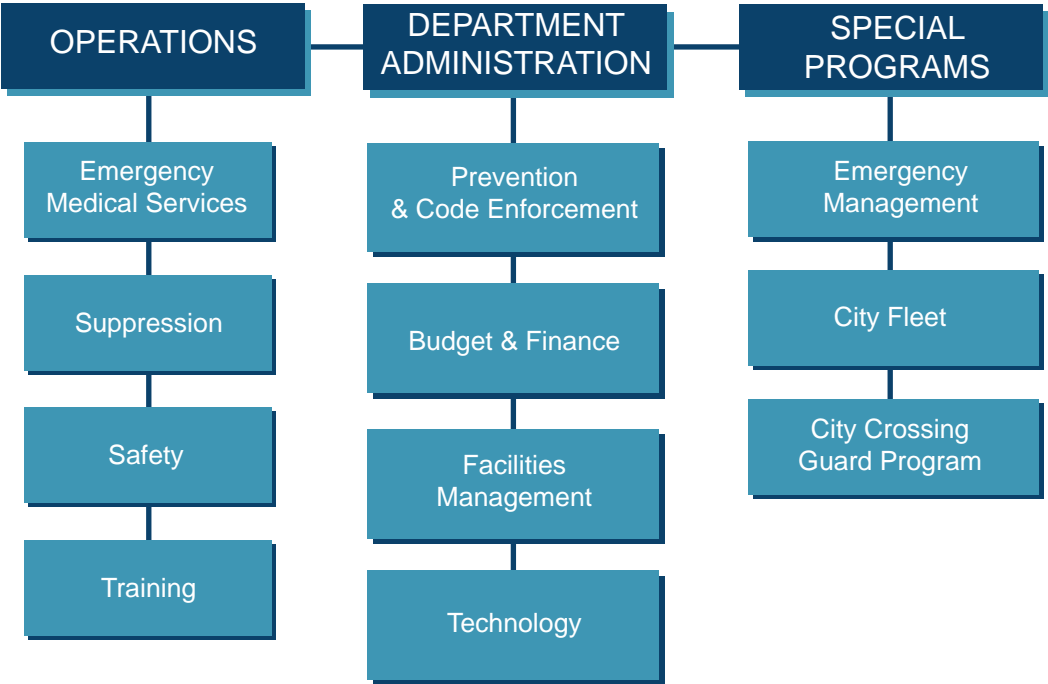 OPERATIONS
Emergency
Medical Services
Suppression
Safety
Training
DEPARTMENT
ADMINISTRATION
Prevention
& Code Enforcement
Budget & Finance
Facilities
Management
Technology
SPECIAL
PROGRAMS
Emergency
Management
City Fleet
City Crossing
Guard Program